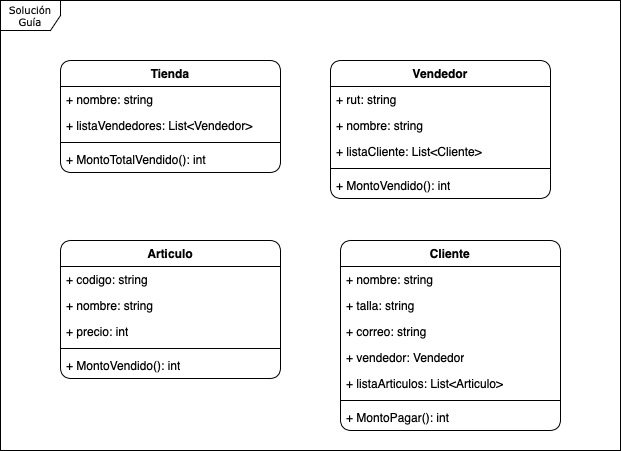 Solución
Guía
Tienda
+ nombre: string
+ listaVendedores: List<Vendedor>
+ MontoTotalVendido(): int
Vendedor
+ rut: string
+ nombre: string
+ listaCliente: List<Cliente>
+ MontoVendido(): int
Articulo
+ codigo: string
+ nombre: string
+ precio: int
+ MontoVendido(): int
Cliente
+ nombre: string
+ talla: string
+ correo: string
+ vendedor: Vendedor
+ listaArticulos: List<Articulo>
+ MontoPagar(): int